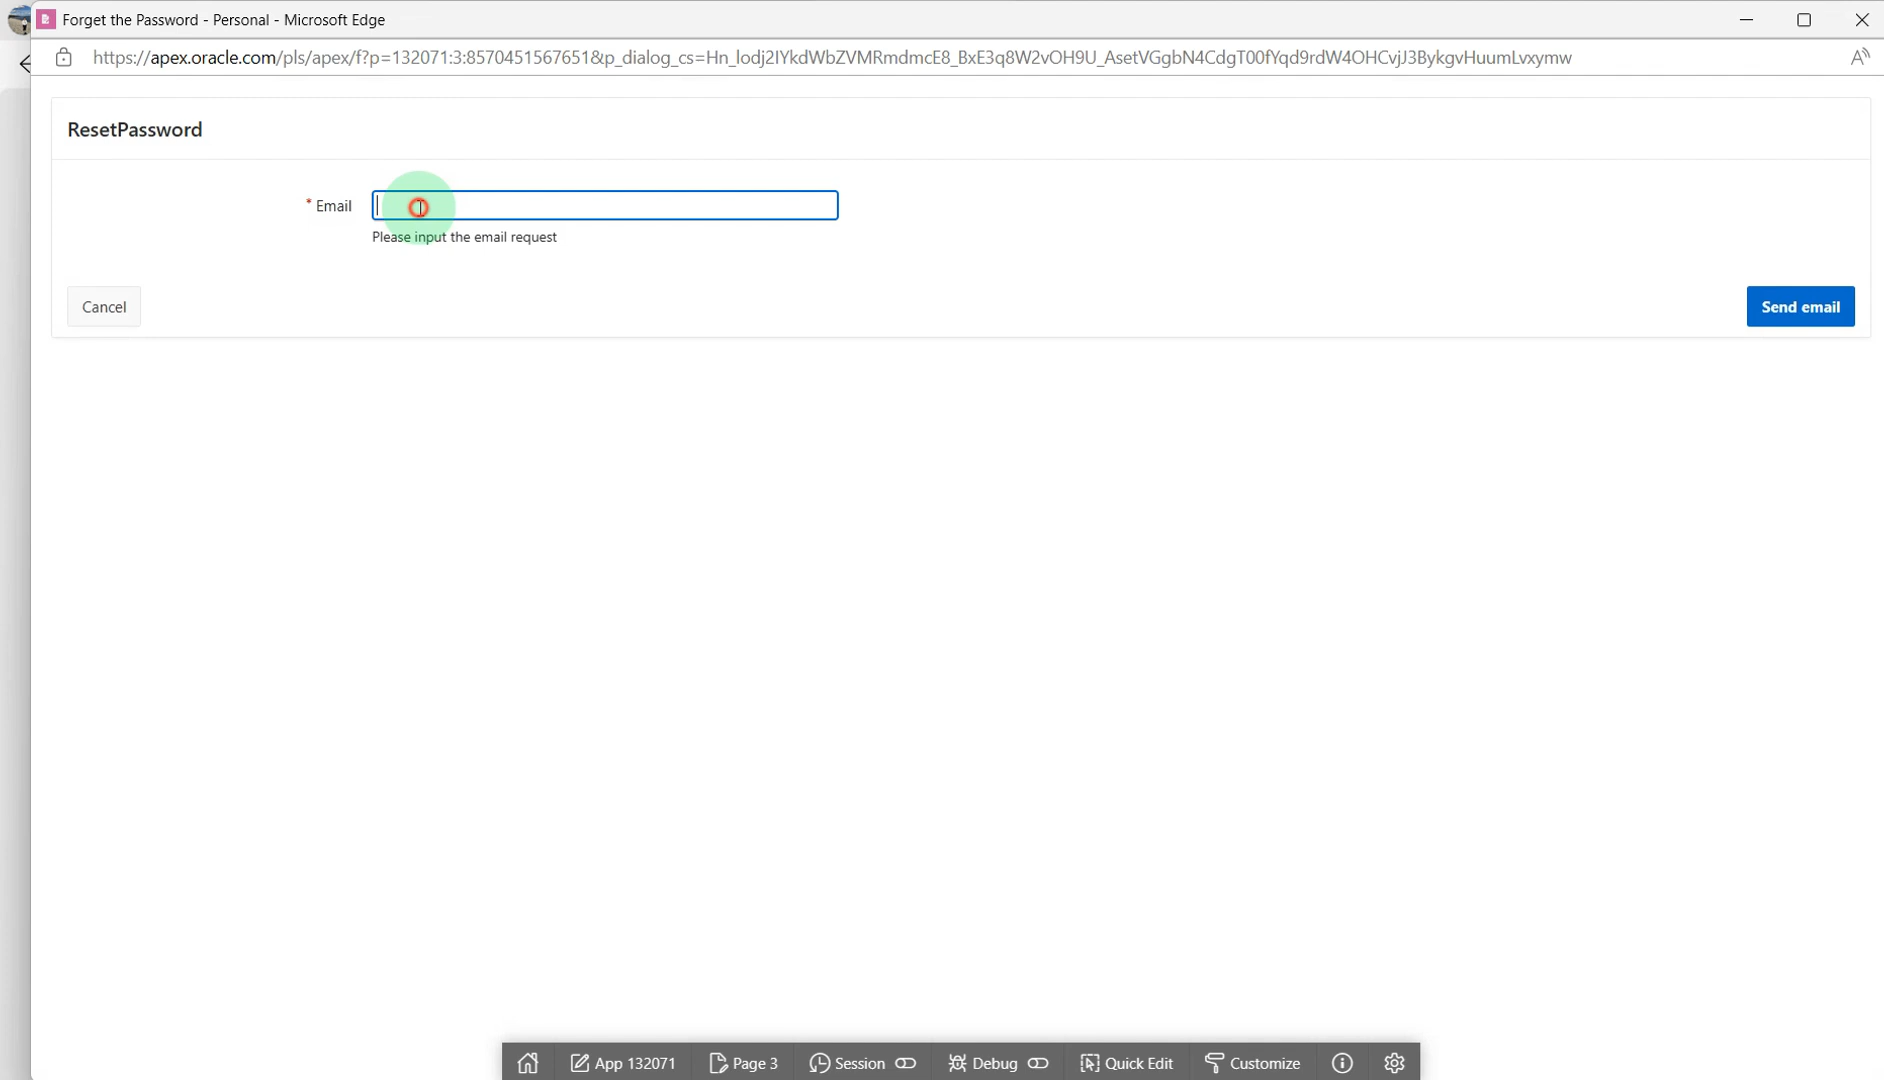 Forget the Password - Personal - Microsoft Edge
https://apex.oracle.com/pls/apex/f?p=132071:3:8570451567651&p_dialog_cs=Hn_lodj2IYkdWbZVMRmdmcE8_BxE3q8W2vOH9U_AsetVGgbN4CdgT00fYqd9rdW4OHCvjJ3BykgvHuumLvxymw
ResetPassword
* Email
Please input the email request
Cancel
Send email
App 132071 Page 3 Session Debug Quick Edit Customize